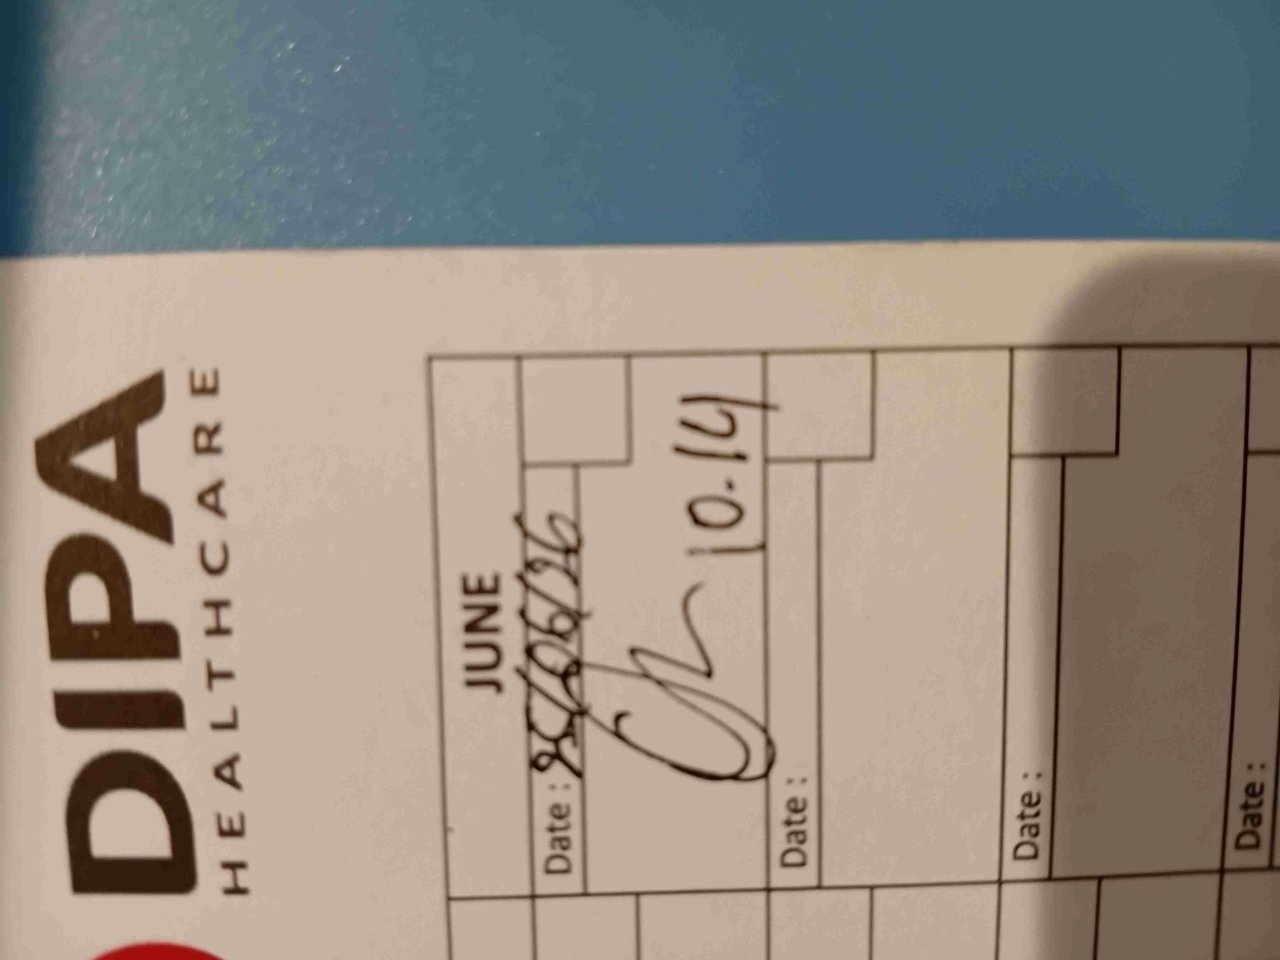 DIPA
HEALTHCARE
JUNE
Date : 25/06/26
10.14
Date :
Date :
Date :